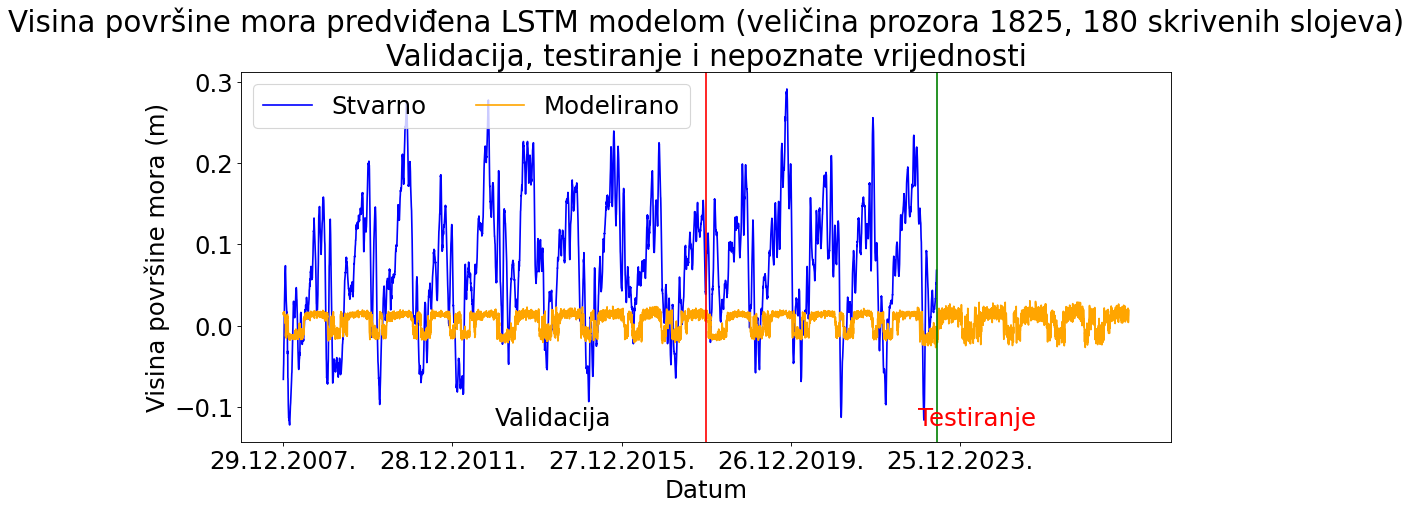 Visina površine mora predviđena LSTM modelom (veličina prozora 1825, 180 skrivenih slojeva)
Validacija, testiranje i nepoznate vrijednosti
Stvarno
Modelirano
Visina površine mora (m)
0.3
0.2
0.1
0.0
−0.1
Validacija
Testiranje
29.12.2007.
28.12.2011.
27.12.2015.
26.12.2019.
25.12.2023.
Datum